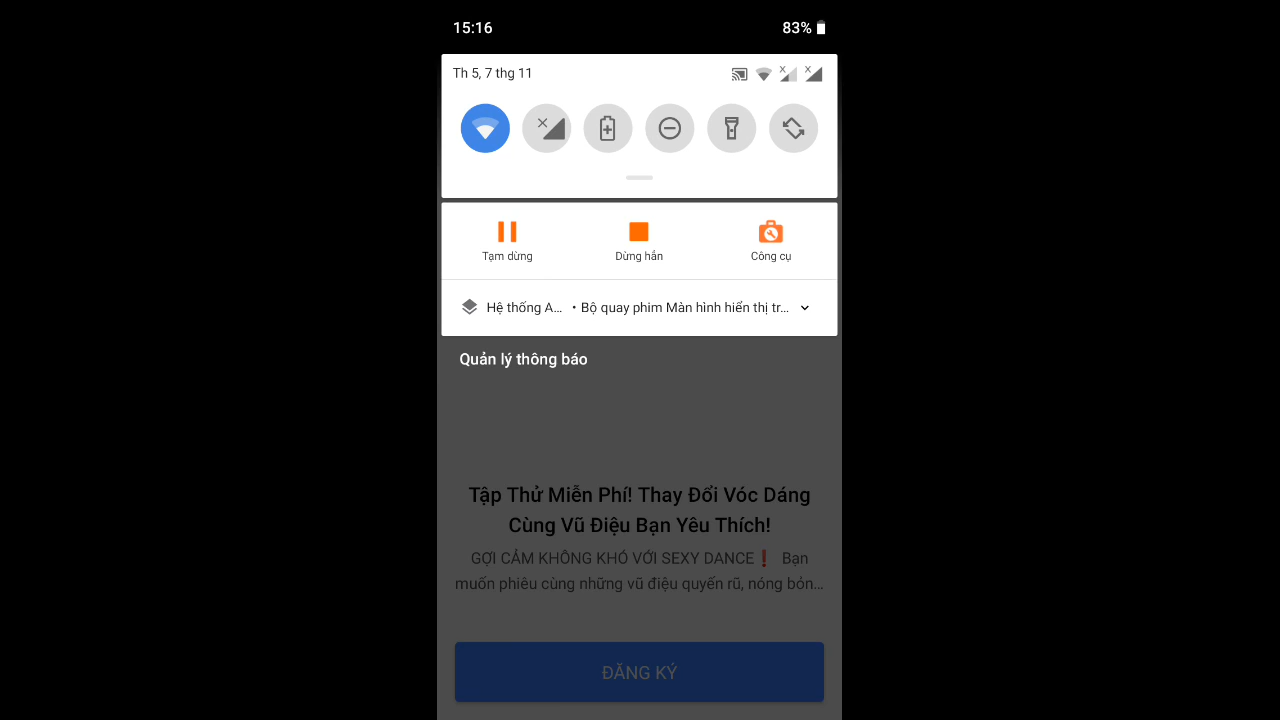 15:16 83%
Th 5, 7 thg 11
Tạm dừng Dừng hẳn Công cụ
Hệ thống A... • Bộ quay phim Màn hình hiển thị tr...
Quản lý thông báo
Tập Thử Miễn Phí! Thay Đổi Vóc Dáng
Cùng Vũ Điệu Bạn Yêu Thích!
GỢI CẢM KHÔNG KHÓ VỚI SEXY DANCE❗ Bạn
muốn phiêu cùng những vũ điệu quyến rũ, nóng bỏn...
ĐĂNG KÝ